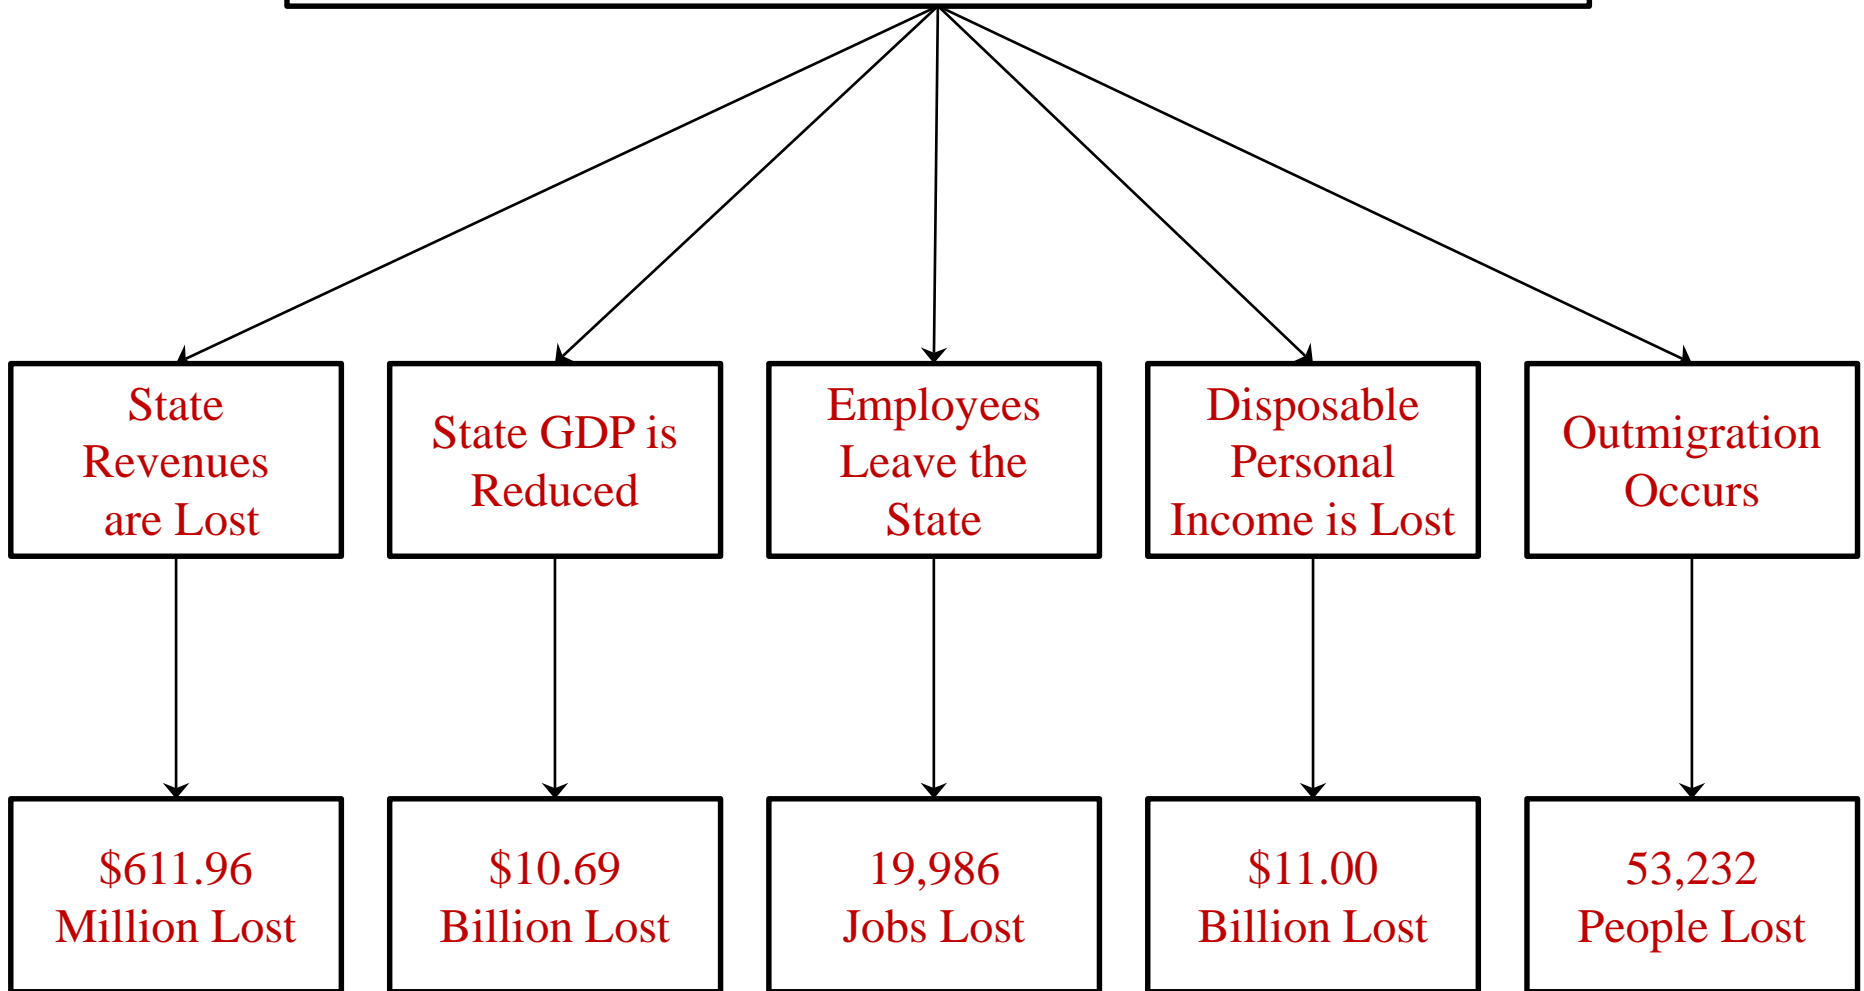 State
Revenues
are Lost
State GDP is
Reduced
Employees
Leave the
State
Disposable
Personal
Income is Lost
Outmigration
Occurs
$611.96
Million Lost
$10.69
Billion Lost
19,986
Jobs Lost
$11.00
Billion Lost
53,232
People Lost